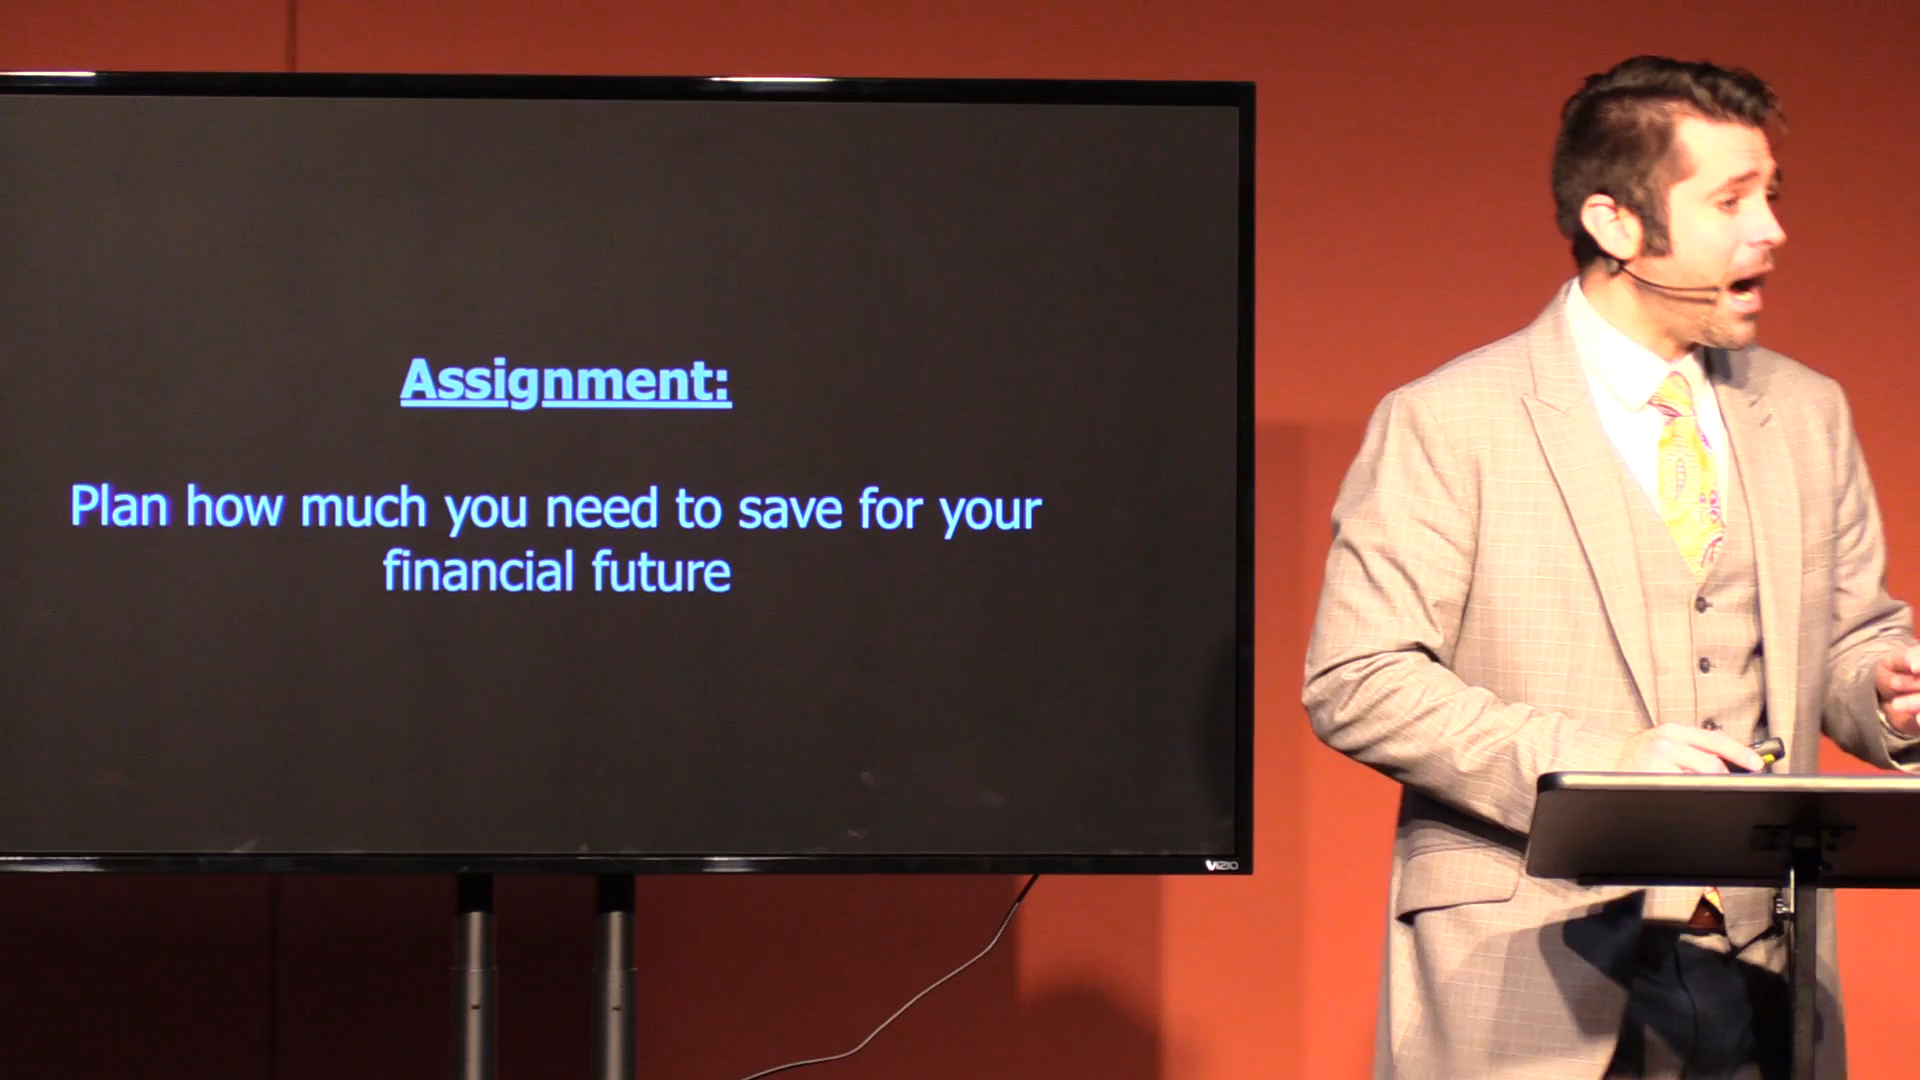 Assignment:
Plan how much you need to save for your
financial future
VIZIO